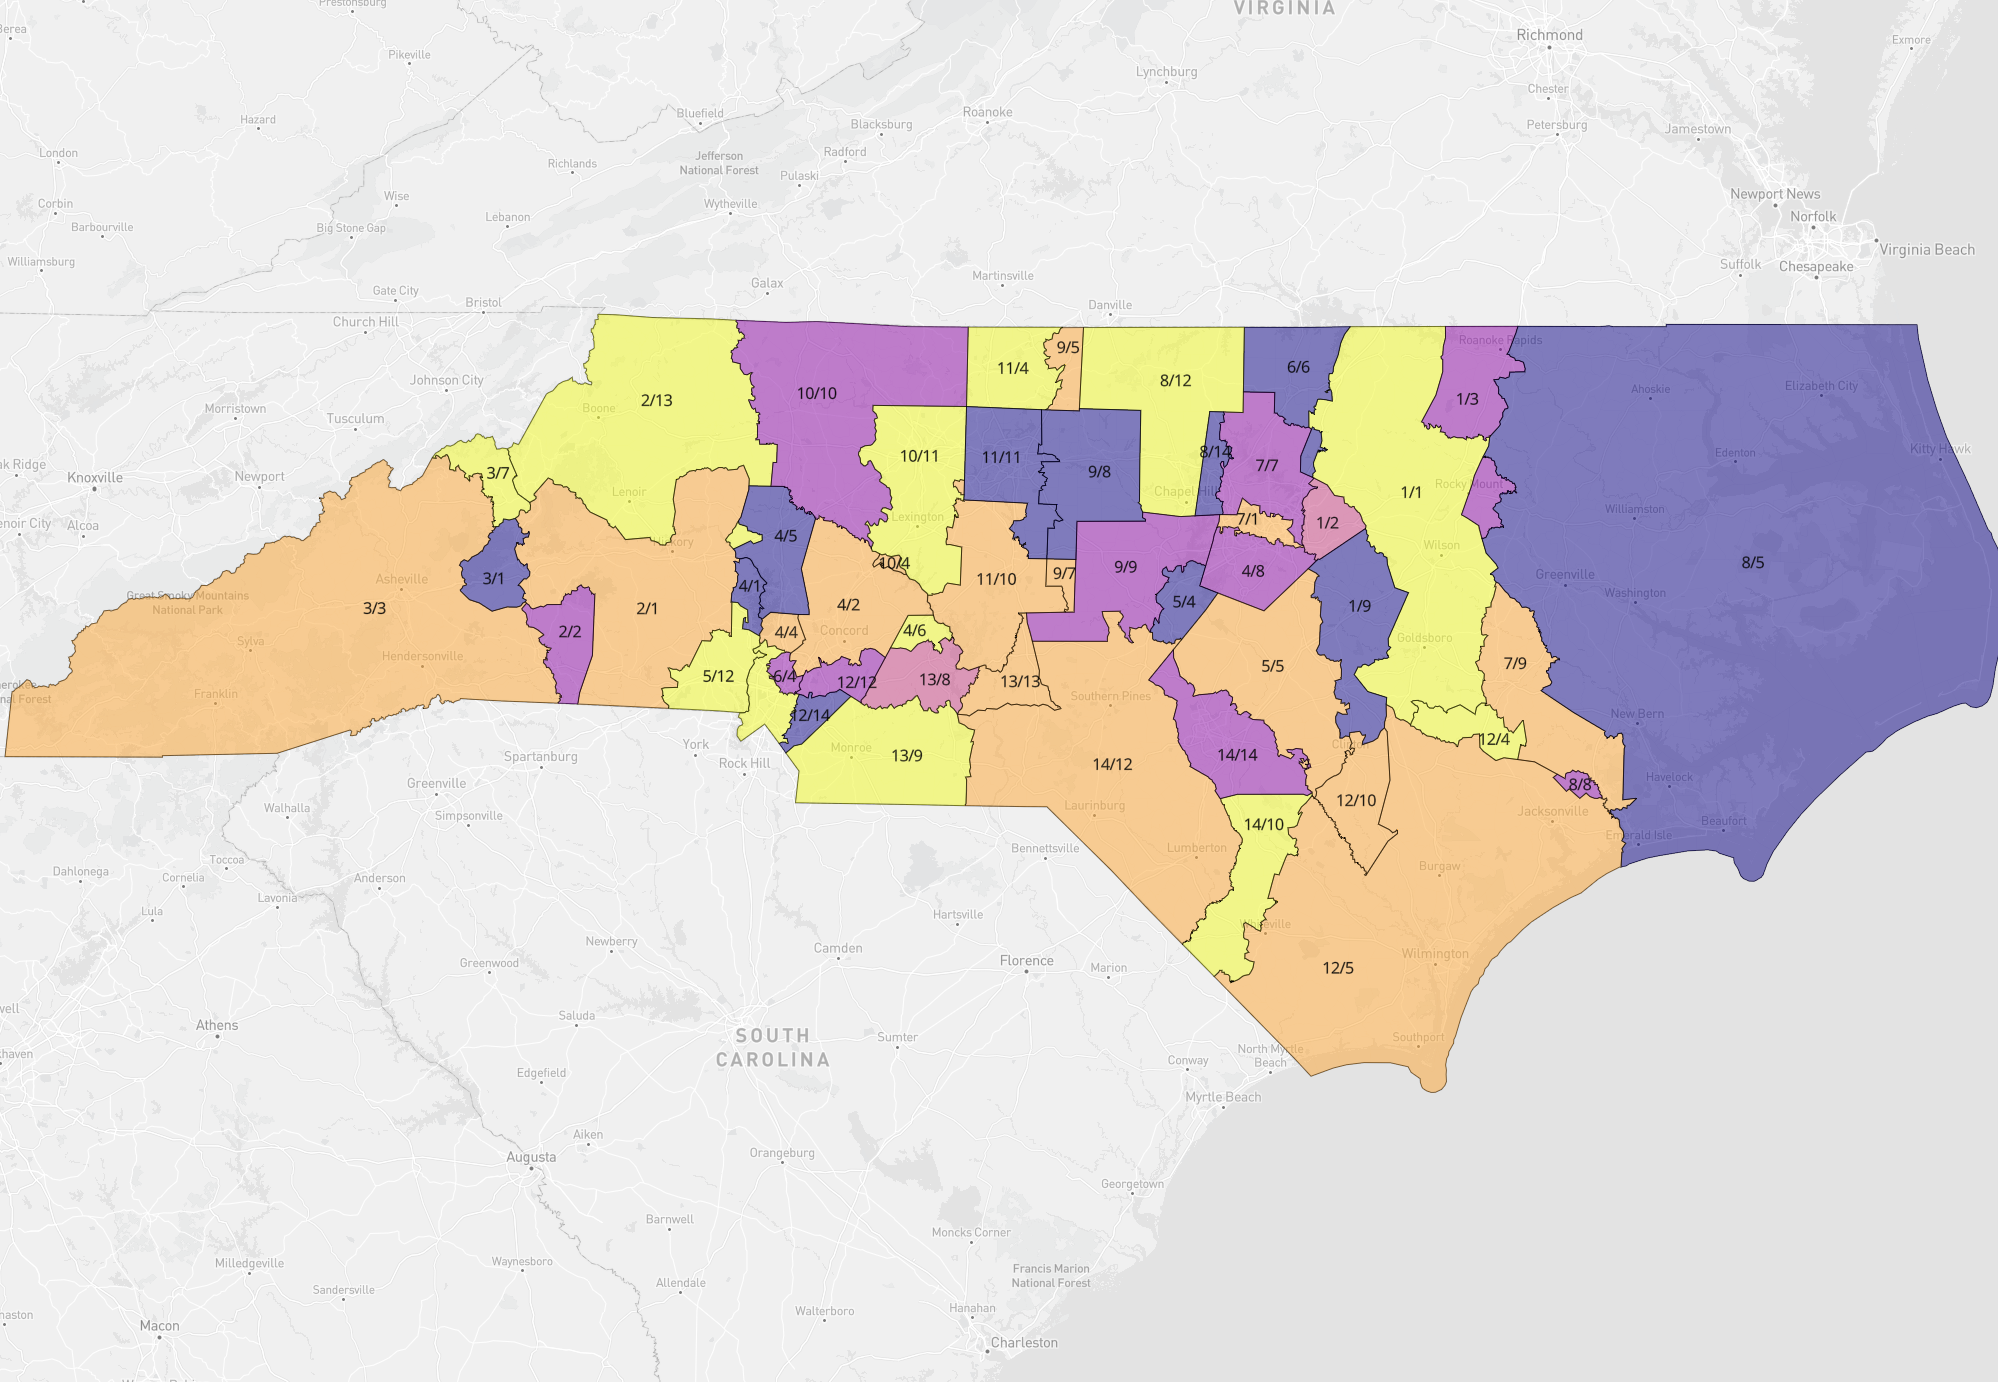 VIRGINIA
Prestonsburg
Berea
Pikeville
Richmond
Exmore
Lynchburg
Chester
Hazard
Bluefield
Roanoke
Blacksburg
Petersburg
Jamestown
London
Richlands
Jefferson
National Forest
Radford
Pulaski
Wise
Newport News
Corbin
Barbourville
Big Stone Gap
Lebanon
Wytheville
Norfolk
Virginia Beach
Williamsburg
Suffolk
Chesapeake
Gate City
Bristol
Galax
Martinsville
Danville
Church Hill
Roanoke Rapids
9/5
11/4
6/6
8/12
Johnson City
Elizabeth City
Ahoskie
10/10
2/13
1/3
Boone
Morristown
Tusculum
Kitty Hawk
Edenton
10/11
11/11
9/8
8/14
7/7
Oak Ridge
Knoxville
Newport
3/7
Lenoir
Chapel Hill
1/1
Rocky Mount
Williamston
Lenoir City
Alcoa
Lexington
7/1
1/2
4/5
Hickory
Wilson
10/4
8/5
3/1
Asheville
11/10
9/7
9/9
4/8
Greenville
4/1
Great Smoky Mountains
National Park
3/3
2/1
4/2
5/4
1/9
Washington
2/2
4/4
Concord
4/6
Sylva
Hendersonville
Goldsboro
5/5
7/9
5/12
6/4
12/12
13/8
13/13
Franklin
Southern Pines
12/14
New Bern
York
Monroe
13/9
14/14
Clinton
12/4
Spartanburg
Rock Hill
14/12
Havelock
Greenville
8/8
Walhalla
Simpsonville
Laurinburg
12/10
Jacksonville
14/10
Beaufort
Emerald Isle
Toccoa
Bennettsville
Lumberton
Dahlonega
Cornelia
Anderson
Burgaw
Lavonia
Lula
Hartsville
Whiteville
Newberry
Camden
Wilmington
Greenwood
Florence
Marion
12/5
Saluda
Athens
SOUTH
CAROLINA
Sumter
Southport
North Myrtle
Beach
Conway
Edgefield
Myrtle Beach
Aiken
Augusta
Orangeburg
Georgetown
Barnwell
Moncks Corner
Milledgeville
Waynesboro
Francis Marion
National Forest
Sandersville
Allendale
Walterboro
Hanahan
Macon
Charleston